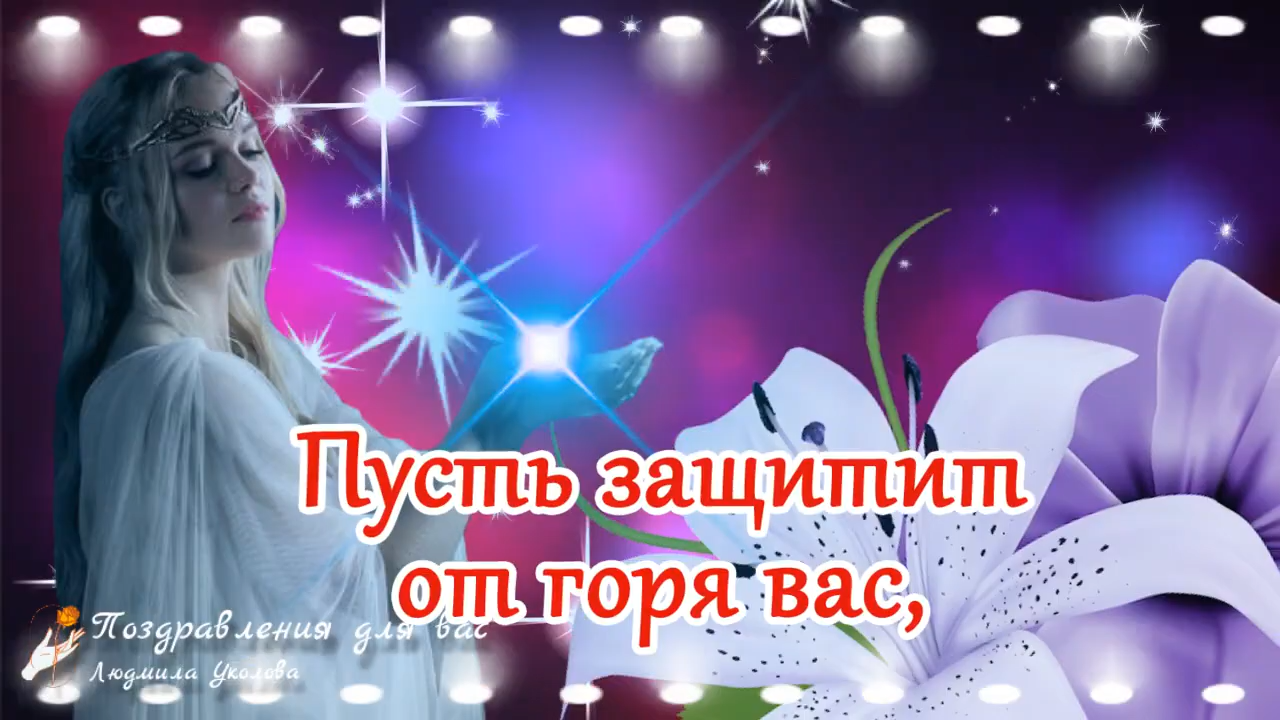 Пусть защитит
от горя вас,
Поздравления для вас
Людмила Уколова